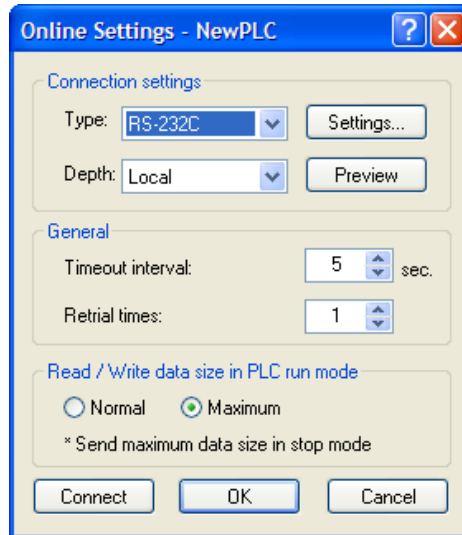 Online Settings - NewPLC
Connection settings
Type: RS-232C Settings...
Depth: Local Preview
General
Timeout interval: 5 sec.
Retrial times: 1
Read / Write data size in PLC run mode
Normal Maximum
* Send maximum data size in stop mode
Connect OK Cancel